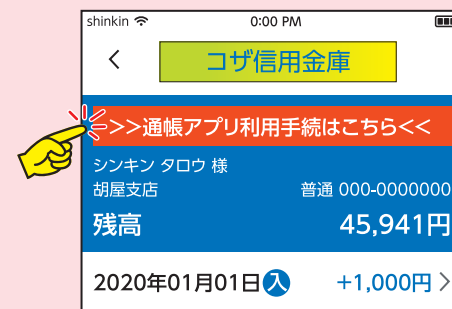 shinkin 0:00 PM
< コザ信用金庫
>>通帳アプリ利用手続はこちら<<
シンキン タロウ 様
胡屋支店 普通 000-0000000
残高 45,941円
2020年01月01日入 +1,000円 >